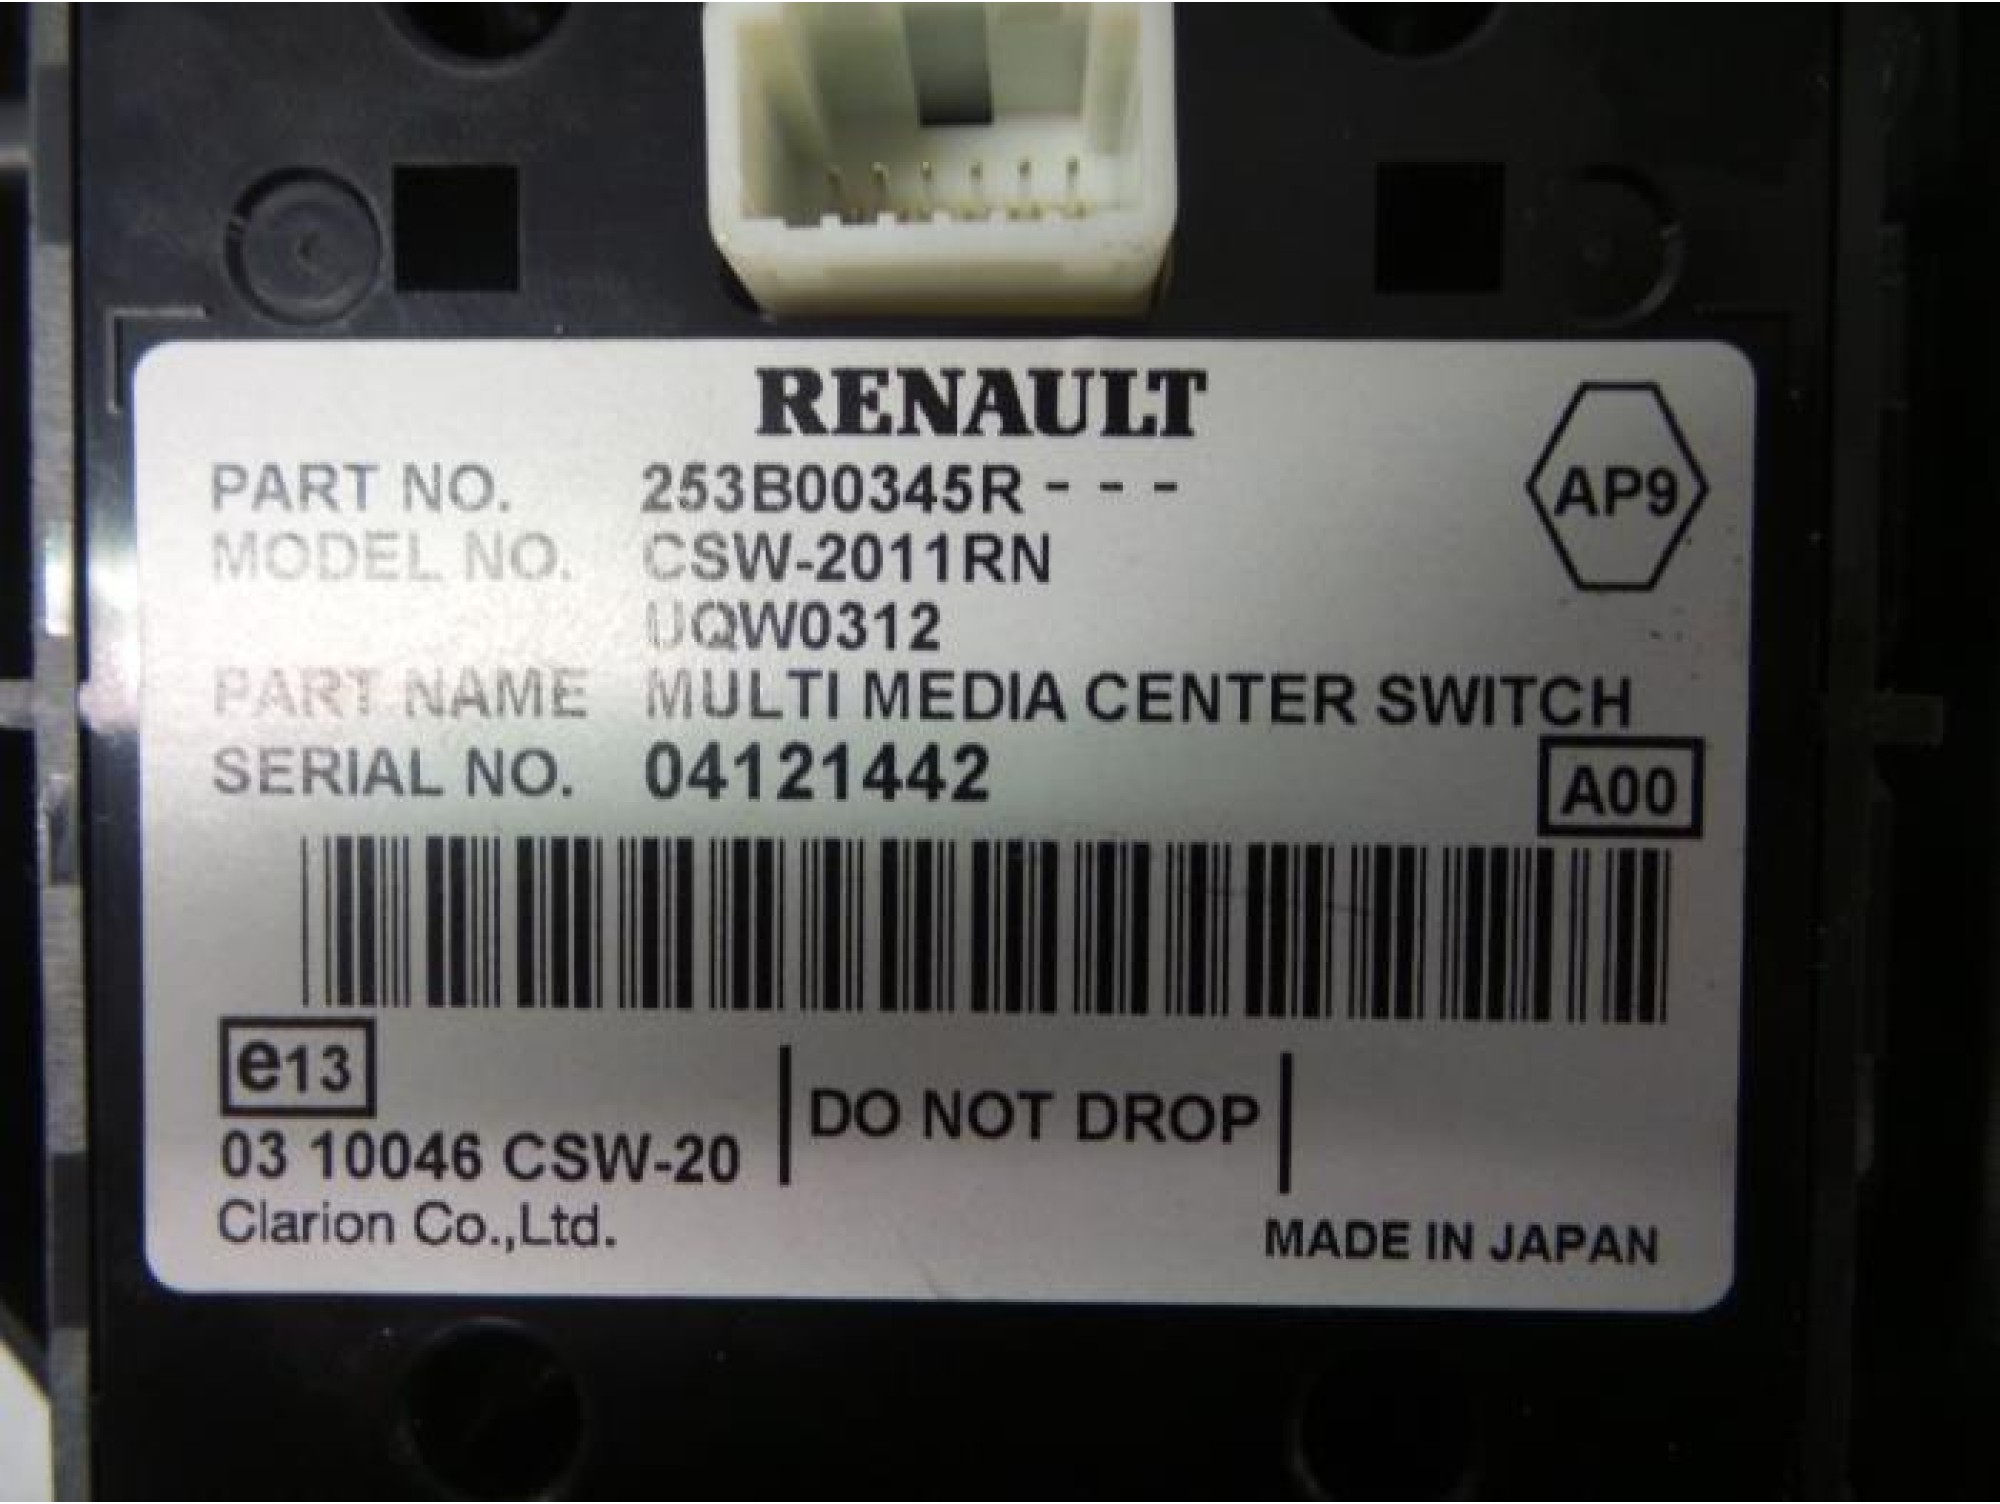 RENAULT
PART NO. 253B00345R - - -
AP9
MODEL NO. CSW-2011RN
UQW0312
PART NAME MULTI MEDIA CENTER SWITCH
SERIAL NO. 04121442
A00
e13
DO NOT DROP
03 10046 CSW-20
Clarion Co.,Ltd.
MADE IN JAPAN